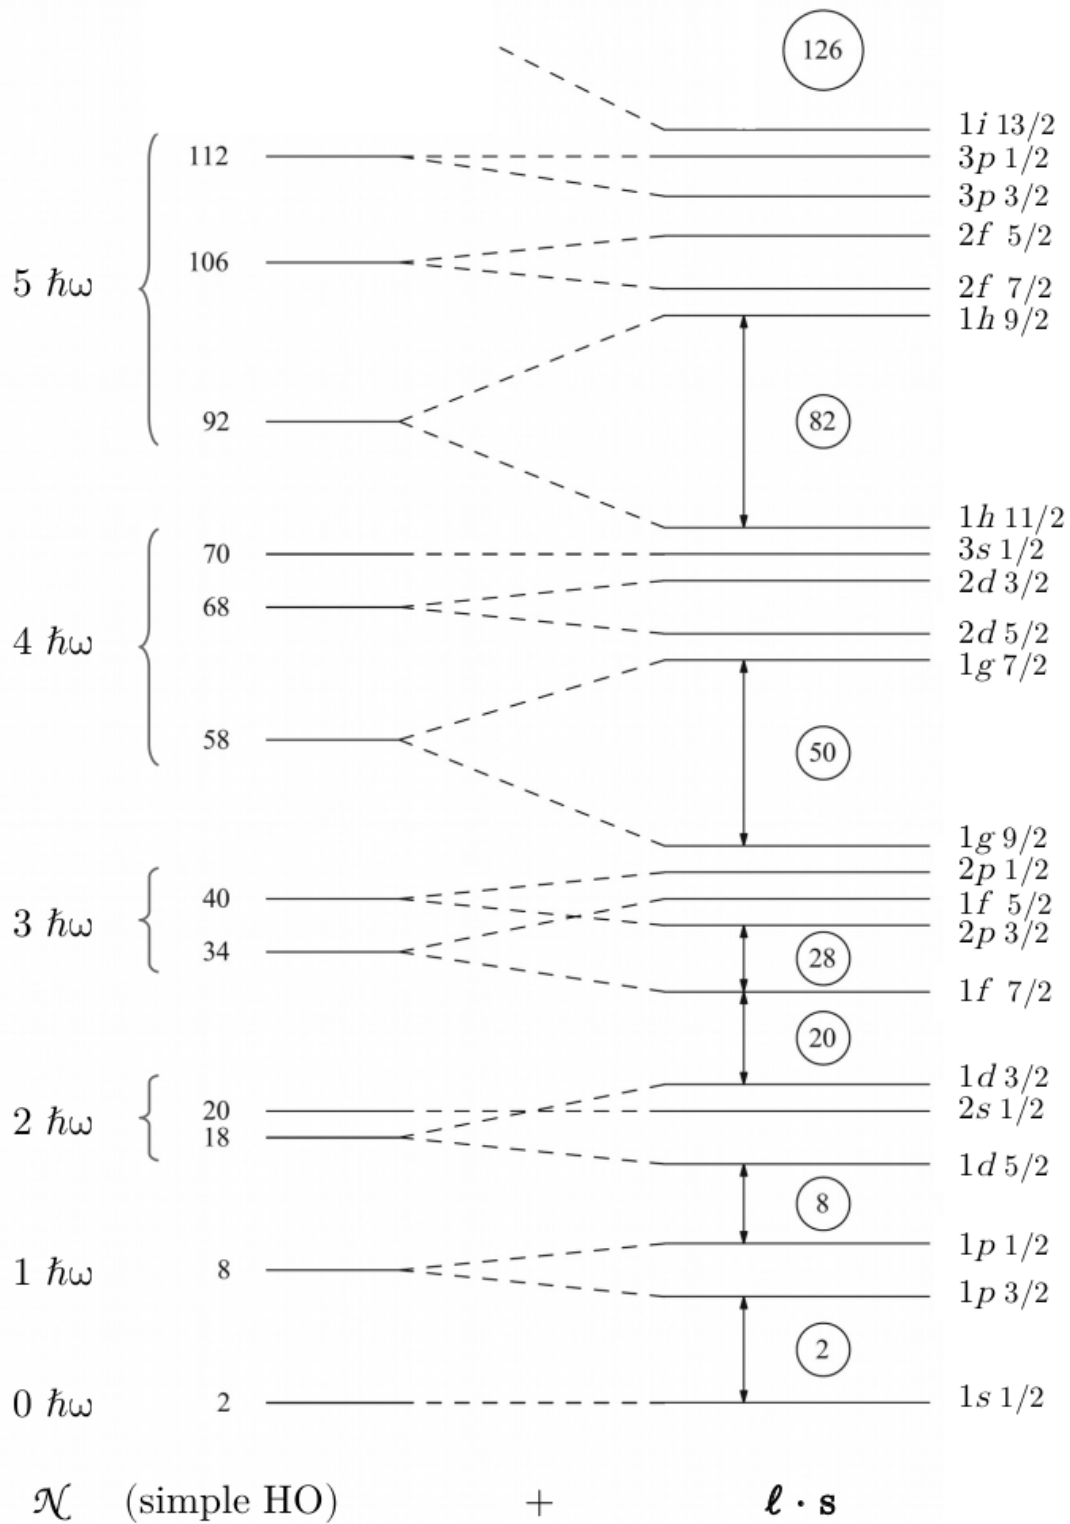 126
1i 13/2
112
3p 1/2
3p 3/2
2f 5/2
106
5 ħω
2f 7/2
1h 9/2
92
82
1h 11/2
70
3s 1/2
2d 3/2
68
4 ħω
2d 5/2
1g 7/2
58
50
1g 9/2
2p 1/2
40
1f 5/2
3 ħω
2p 3/2
34
28
1f 7/2
20
1d 3/2
20
2s 1/2
2 ħω
18
1d 5/2
8
1p 1/2
1 ħω
8
1p 3/2
2
0 ħω
2
1s 1/2
𝒩 (simple HO) + ℓ · s